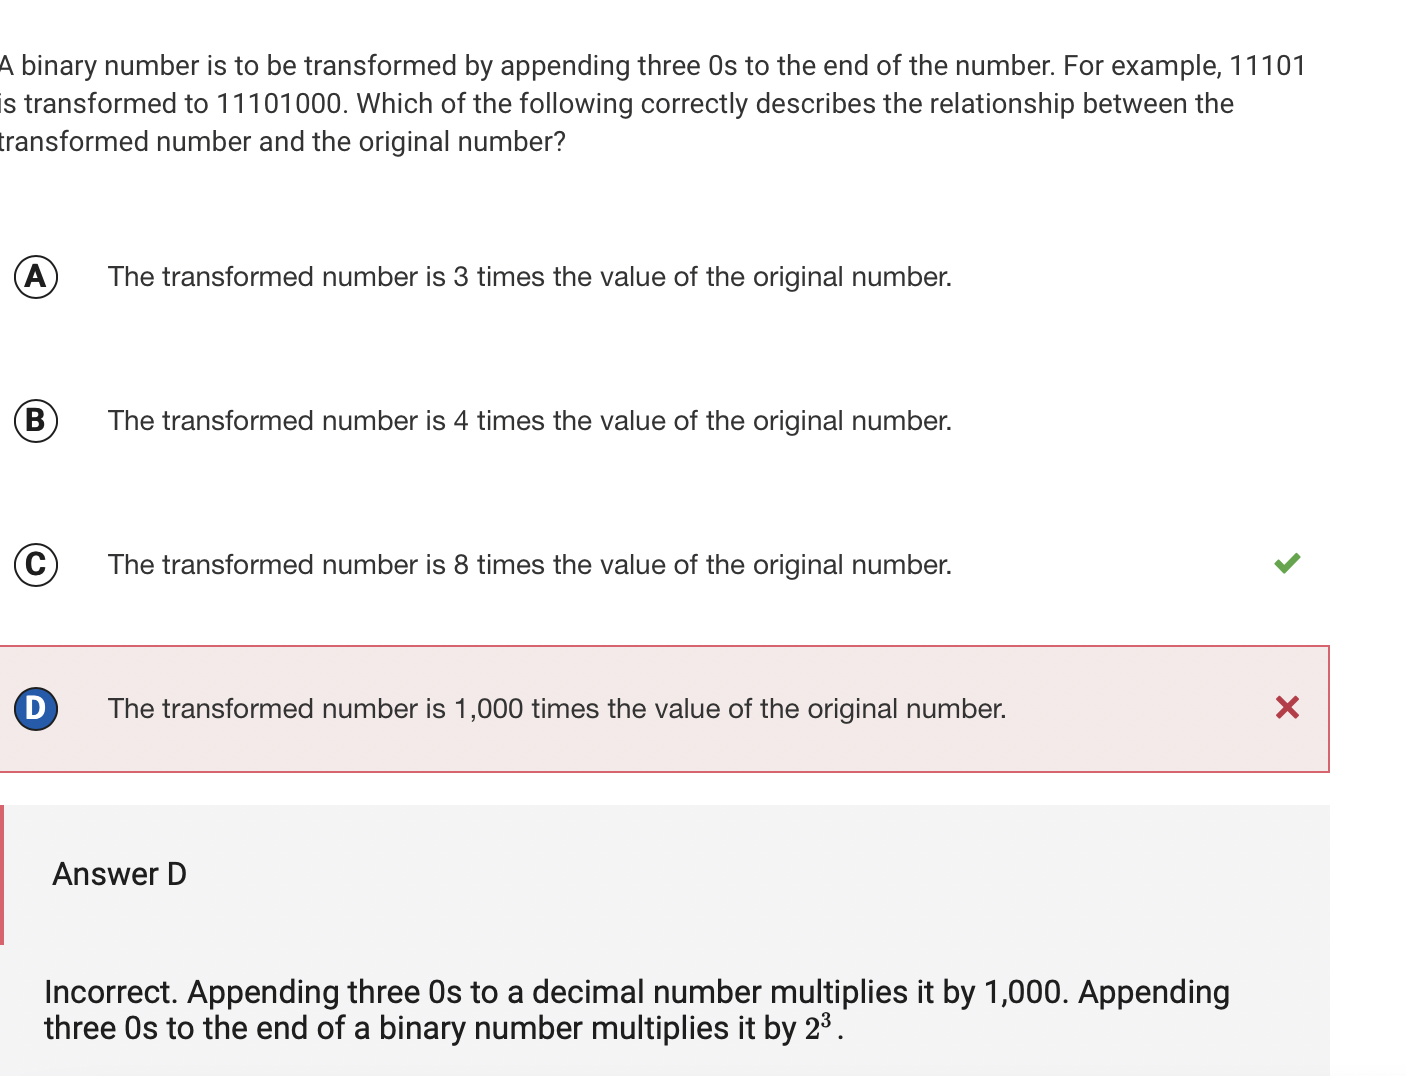 A binary number is to be transformed by appending three 0s to the end of the number. For example, 11101
is transformed to 11101000. Which of the following correctly describes the relationship between the
transformed number and the original number?
A The transformed number is 3 times the value of the original number.
B The transformed number is 4 times the value of the original number.
C The transformed number is 8 times the value of the original number.
D The transformed number is 1,000 times the value of the original number.
Answer D
Incorrect. Appending three 0s to a decimal number multiplies it by 1,000. Appending
three 0s to the end of a binary number multiplies it by 2³.